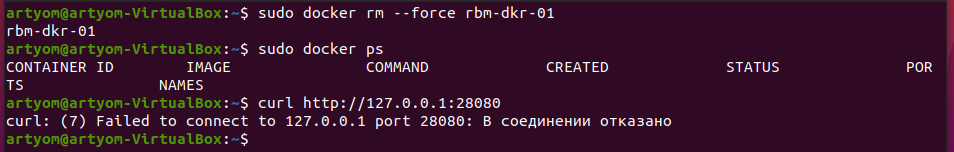 artyom@artyom-VirtualBox:~$ sudo docker rm --force rbm-dkr-01
rbm-dkr-01
artyom@artyom-VirtualBox:~$ sudo docker ps
CONTAINER ID        IMAGE               COMMAND             CREATED             STATUS              POR
TS               NAMES
artyom@artyom-VirtualBox:~$ curl http://127.0.0.1:28080
curl: (7) Failed to connect to 127.0.0.1 port 28080: В соединении отказано
artyom@artyom-VirtualBox:~$